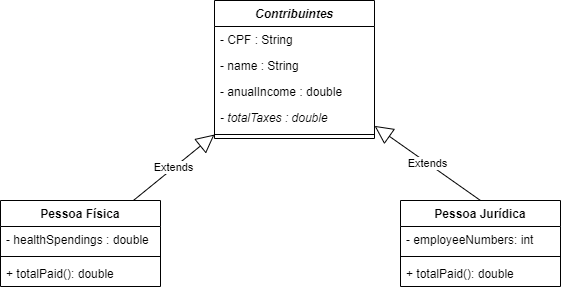 Contribuintes
- CPF : String
- name : String
- anualIncome : double
- totalTaxes : double
Extends
Extends
Pessoa Física
- healthSpendings : double
+ totalPaid(): double
Pessoa Jurídica
- employeeNumbers: int
+ totalPaid(): double